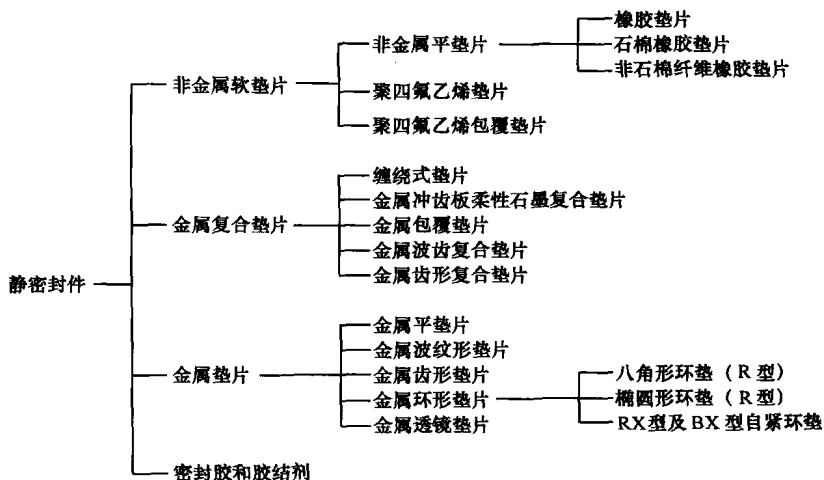 橡胶垫片
非金属平垫片
石棉橡胶垫片
非石棉纤维橡胶垫片
非金属软垫片
聚四氟乙烯垫片
聚四氟乙烯包覆垫片
缠绕式垫片
金属冲齿板柔性石墨复合垫片
金属复合垫片
金属包覆垫片
金属波齿复合垫片
金属齿形复合垫片
静密封件
金属平垫片
金属波纹形垫片
金属垫片
金属齿形垫片
八角形环垫（R型）
金属环形垫片
椭圆形环垫（R型）
金属透镜垫片
RX型及BX型自紧环垫
密封胶和胶结剂